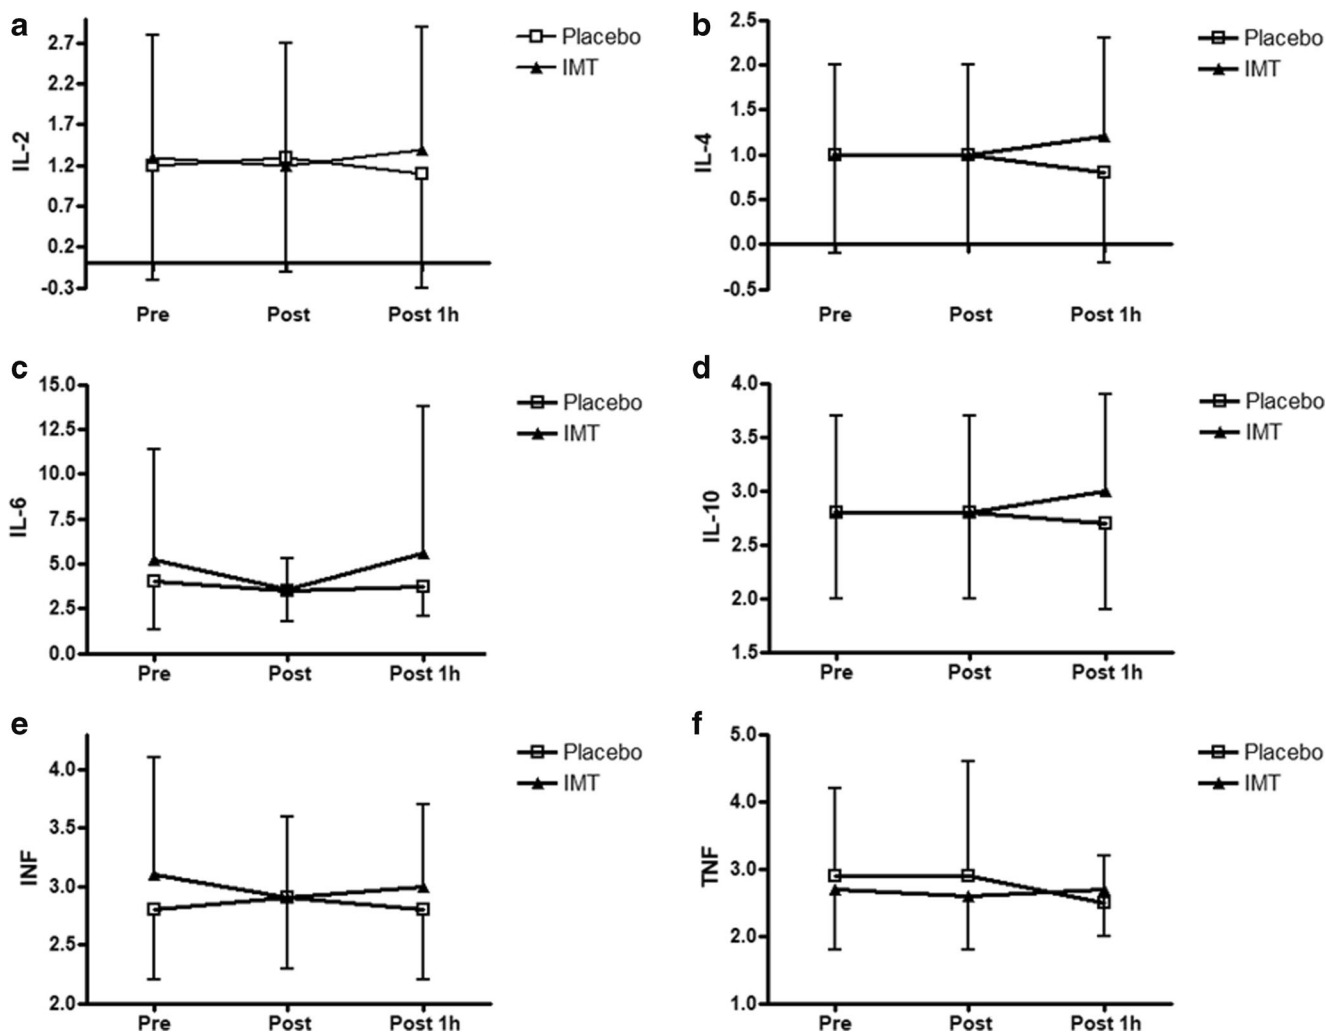 a
IL-2
2.7
2.2
1.7
1.2
0.7
0.2
-0.3
Pre Post Post 1h
Placebo
IMT
b
IL-4
2.5
2.0
1.5
1.0
0.5
0.0
-0.5
Pre Post Post 1h
Placebo
IMT
c
IL-6
15.0
12.5
10.0
7.5
5.0
2.5
0.0
Pre Post Post 1h
Placebo
IMT
d
IL-10
4.0
3.5
3.0
2.5
2.0
1.5
Pre Post Post 1h
Placebo
IMT
e
INF
4.0
3.5
3.0
2.5
2.0
Pre Post Post 1h
Placebo
IMT
f
TNF
5.0
4.0
3.0
2.0
1.0
Pre Post Post 1h
Placebo
IMT